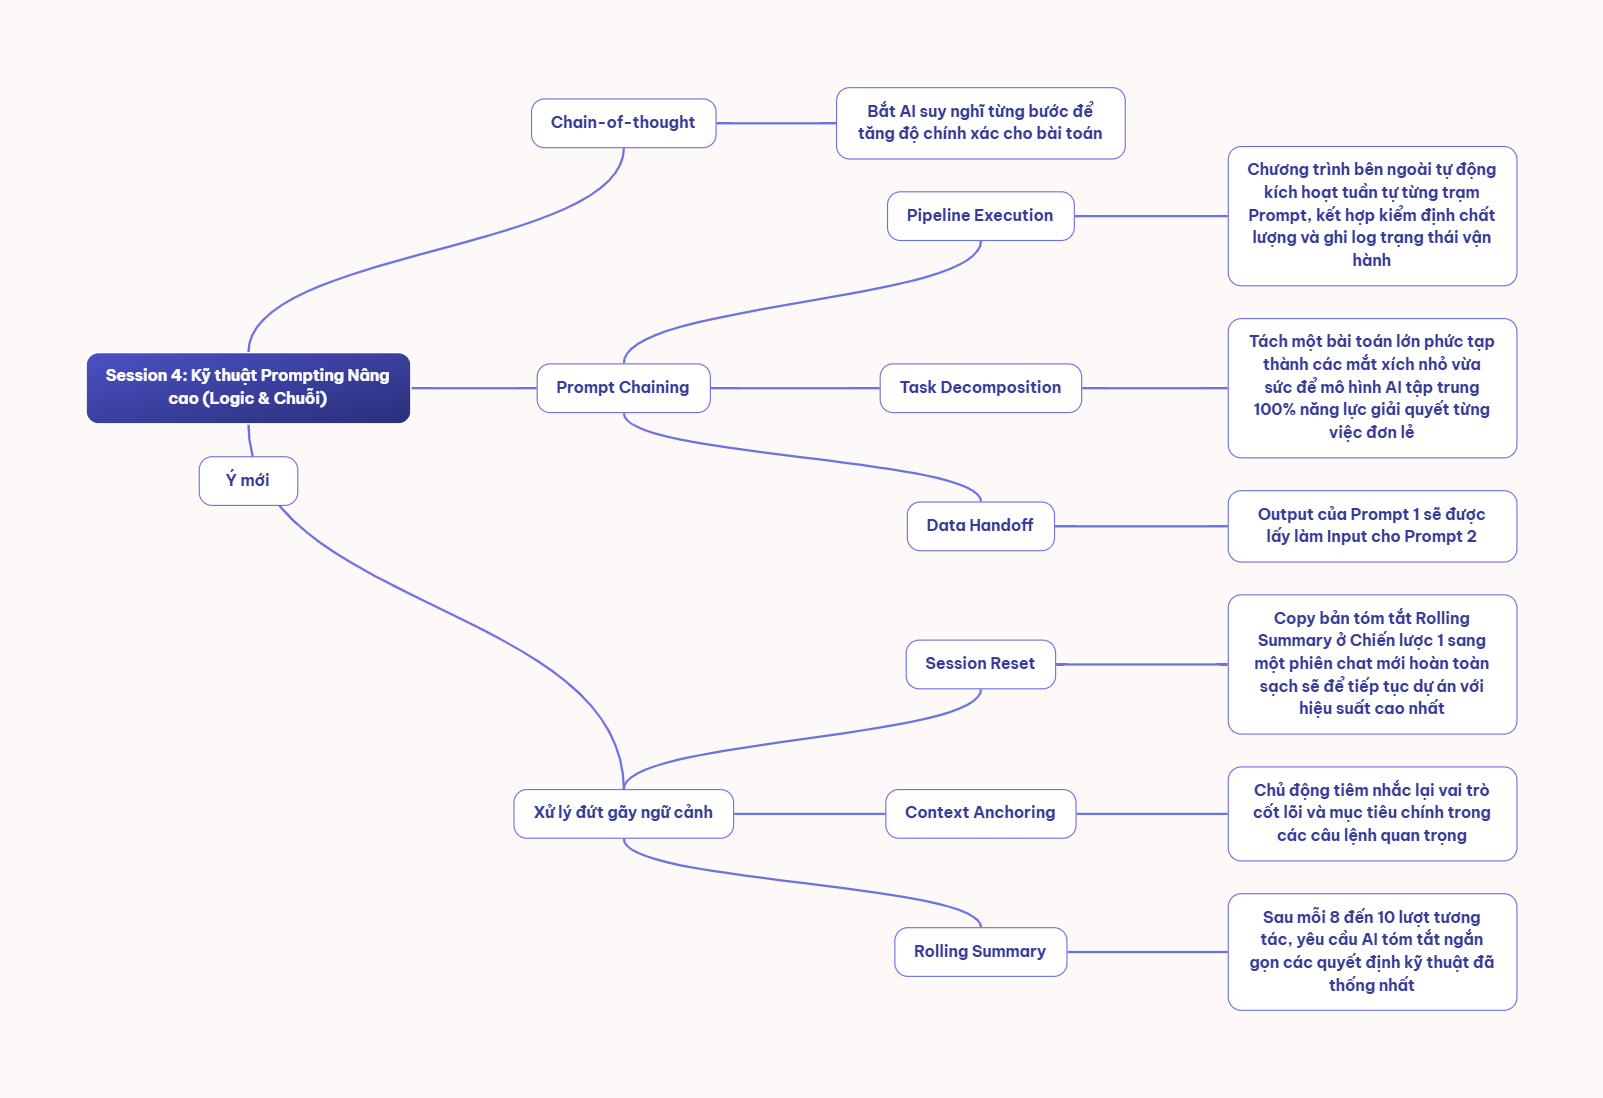 Session 4: Kỹ thuật Prompting Nâng
cao (Logic & Chuỗi)
Ý mới
Chain-of-thought
Bắt AI suy nghĩ từng bước để
tăng độ chính xác cho bài toán
Prompt Chaining
Pipeline Execution
Chương trình bên ngoài tự động
kích hoạt tuần tự từng trạm
Prompt, kết hợp kiểm định chất
lượng và ghi log trạng thái vận
hành
Task Decomposition
Tách một bài toán lớn phức tạp
thành các mắt xích nhỏ vừa
sức để mô hình AI tập trung
100% năng lực giải quyết từng
việc đơn lẻ
Data Handoff
Output của Prompt 1 sẽ được
lấy làm Input cho Prompt 2
Xử lý đứt gãy ngữ cảnh
Session Reset
Copy bản tóm tắt Rolling
Summary ở Chiến lược 1 sang
một phiên chat mới hoàn toàn
sạch sẽ để tiếp tục dự án với
hiệu suất cao nhất
Context Anchoring
Chủ động tiêm nhắc lại vai trò
cốt lõi và mục tiêu chính trong
các câu lệnh quan trọng
Rolling Summary
Sau mỗi 8 đến 10 lượt tương
tác, yêu cầu AI tóm tắt ngắn
gọn các quyết định kỹ thuật đã
thống nhất